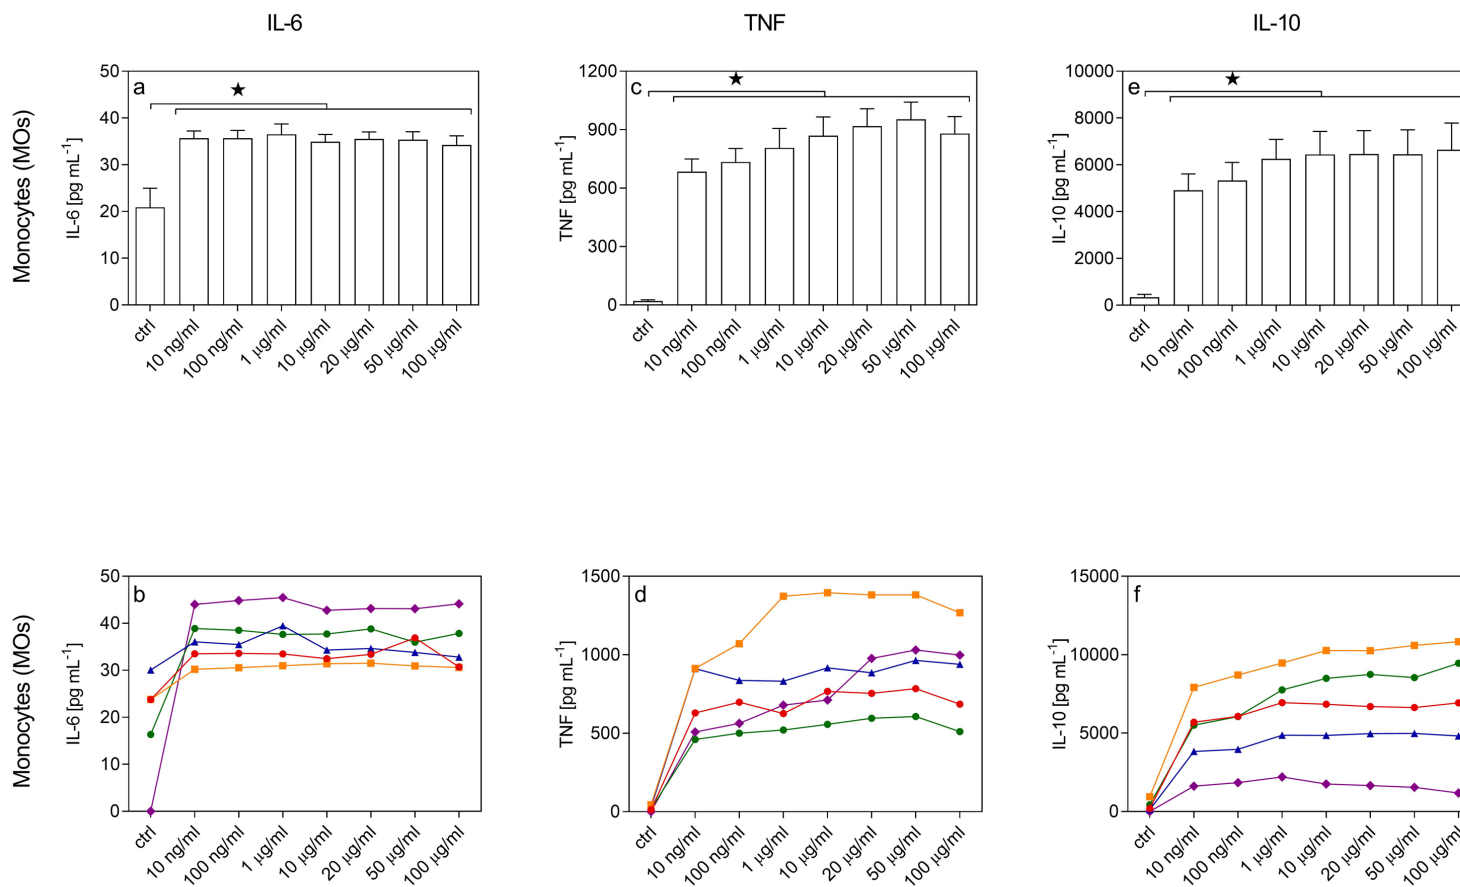 IL-6
TNF
IL-10
Monocytes (MOs)
a
IL-6 [pg mL⁻¹]
50
40
30
20
10
0
ctrl
10 ng/ml
100 ng/ml
1 µg/ml
10 µg/ml
20 µg/ml
50 µg/ml
100 µg/ml
c
TNF [pg mL⁻¹]
1200
900
600
300
0
ctrl
10 ng/ml
100 ng/ml
1 µg/ml
10 µg/ml
20 µg/ml
50 µg/ml
100 µg/ml
e
IL-10 [pg mL⁻¹]
10000
8000
6000
4000
2000
0
ctrl
10 ng/ml
100 ng/ml
1 µg/ml
10 µg/ml
20 µg/ml
50 µg/ml
100 µg/ml
Monocytes (MOs)
b
IL-6 [pg mL⁻¹]
50
40
30
20
10
0
ctrl
10 ng/ml
100 ng/ml
1 µg/ml
10 µg/ml
20 µg/ml
50 µg/ml
100 µg/ml
d
TNF [pg mL⁻¹]
1500
1000
500
0
ctrl
10 ng/ml
100 ng/ml
1 µg/ml
10 µg/ml
20 µg/ml
50 µg/ml
100 µg/ml
f
IL-10 [pg mL⁻¹]
15000
10000
5000
0
ctrl
10 ng/ml
100 ng/ml
1 µg/ml
10 µg/ml
20 µg/ml
50 µg/ml
100 µg/ml